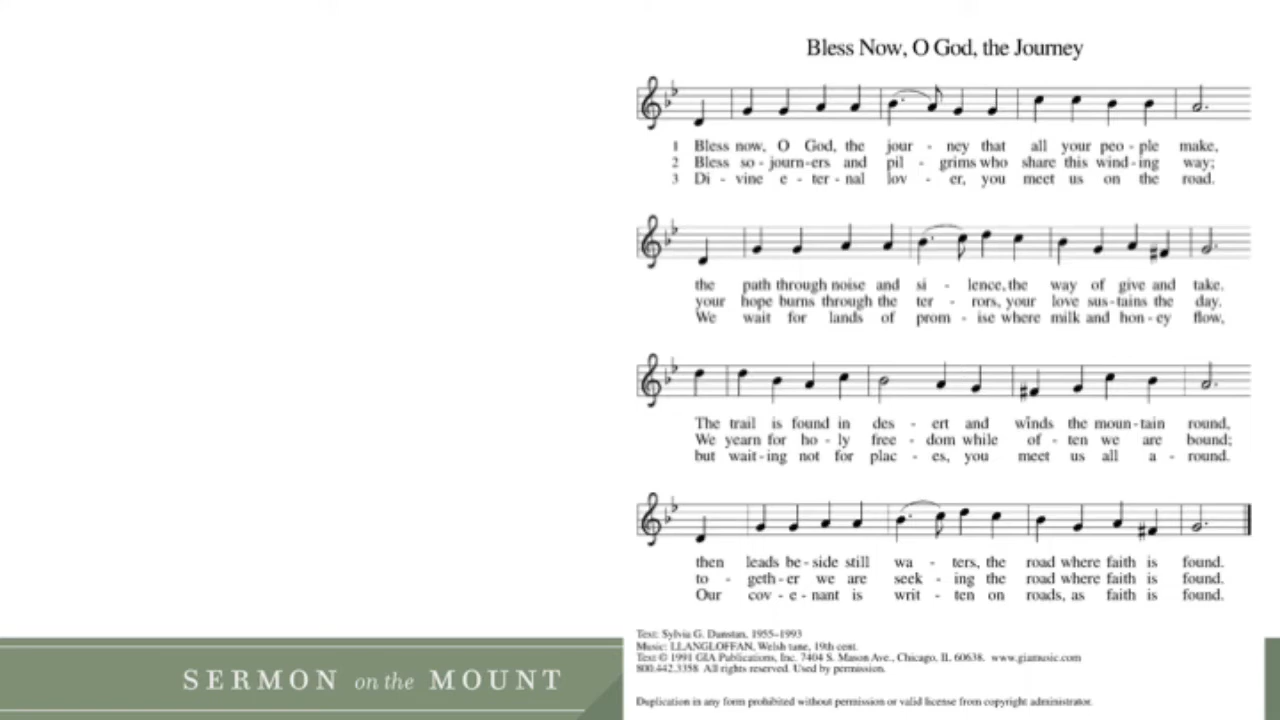 Bless Now, O God, the Journey
1 Bless now, O God, the jour - ney that all your peo - ple make,
2 Bless so - journ - ers and pil - grims who share this wind - ing way;
3 Di - vine e - ter - nal lov - er, you meet us on the road.
the path through noise and si - lence, the way of give and take.
your hope burns through the ter - rors, your love sus - tains the day.
We wait for lands of prom - ise where milk and hon - ey flow,
The trail is found in des - ert and winds the moun - tain round,
We yearn for ho - ly free - dom while of - ten we are bound;
but wait - ing not for plac - es, you meet us all a - round.
then leads be - side still wa - ters, the road where faith is found.
to - geth - er we are seek - ing the road where faith is found.
Our cov - e - nant is writ - ten on roads, as faith is found.
Text: Sylvia G. Dunstan, 1955–1993
Music: LLANGLOFFAN, Welsh tune, 19th cent.
Text © 1991 GIA Publications, Inc. 7404 S. Mason Ave., Chicago, IL 60638. www.giamusic.com
800.442.3358 All rights reserved. Used by permission.
Duplication in any form prohibited without permission or valid license from copyright administrator.
SERMON on the MOUNT